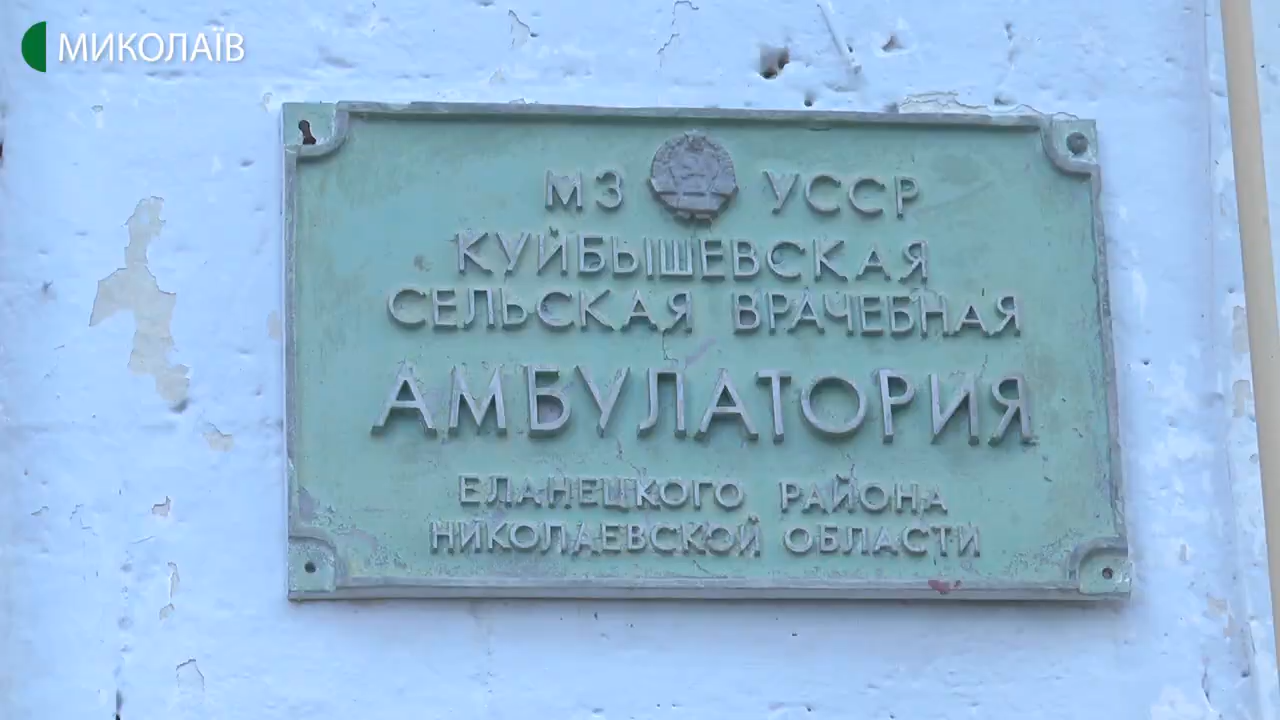 МИКОЛАЇВ
МЗ УССР
КУЙБЫШЕВСКАЯ
СЕЛЬСКАЯ ВРАЧЕБНАЯ
АМБУЛАТОРИЯ
ЕЛАНЕЦКОГО РАЙОНА
НИКОЛАЕВСКОЙ ОБЛАСТИ